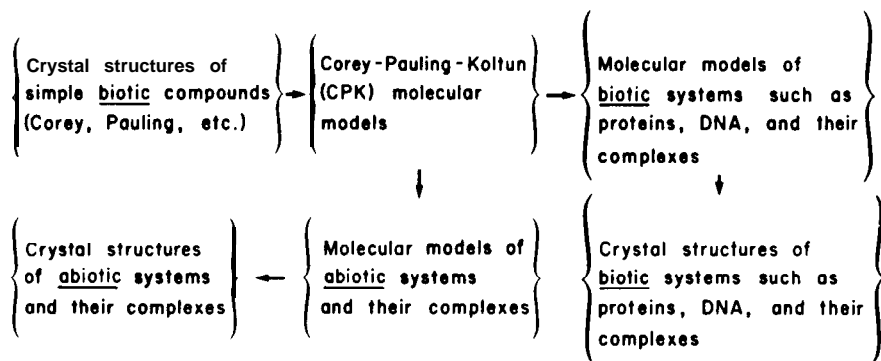 Crystal structures of
simple biotic compounds
(Corey, Pauling, etc.)
Corey-Pauling-Koltun
(CPK) molecular
models
Molecular models of
biotic systems such as
proteins, DNA, and their
complexes
Crystal structures
of abiotic systems
and their complexes
Molecular models of
abiotic systems
and their complexes
Crystal structures of
biotic systems such as
proteins, DNA, and their
complexes